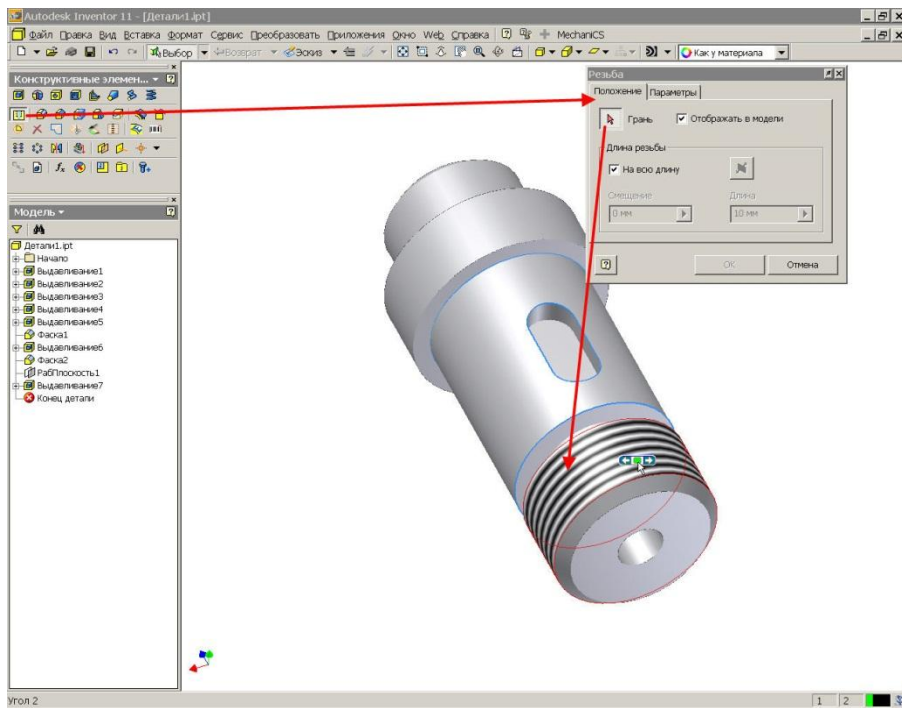 Autodesk Inventor 11 - [Детали1.ipt]
Файл Правка Вид Вставка Формат Сервис Преобразовать Приложения Окно Web Справка MechaniCS
Выбор Возврат Эскиз Как у материала
Конструктивные элемен...
Модель
Детали1.ipt
Начало
Выдавливание1
Выдавливание2
Выдавливание3
Выдавливание4
Выдавливание5
Фаска1
Выдавливание6
Фаска2
РабПлоскость1
Выдавливание7
Конец детали
Резьба
Положение Параметры
Грань Отображать в модели
Длина резьбы
На всю длину
Смещение Длина
0 мм 10 мм
ОК Отмена
Угол 2 1 2